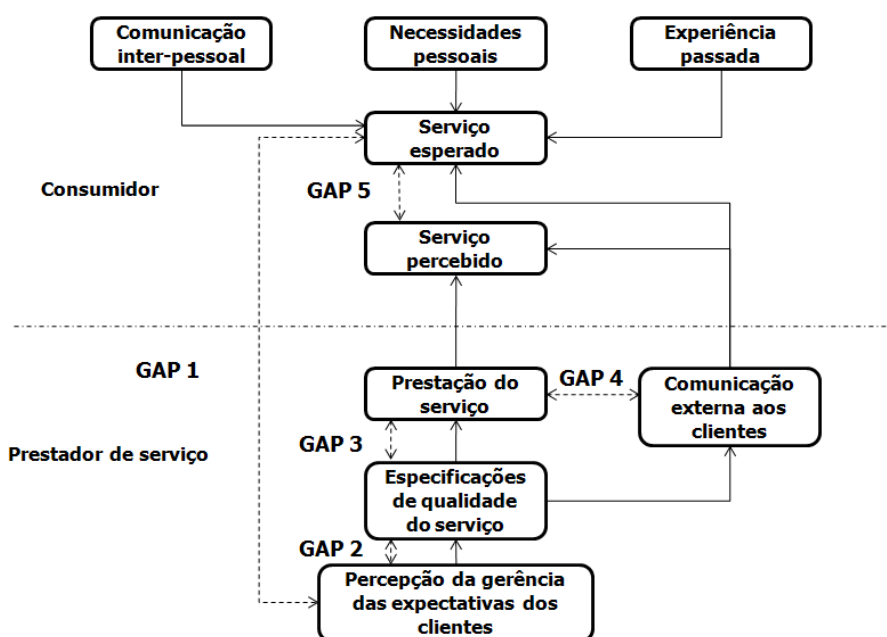 Comunicação
inter-pessoal
Necessidades
pessoais
Experiência
passada
Serviço
esperado
Consumidor
GAP 5
Serviço
percebido
GAP 1
Prestação do
serviço
GAP 4
Comunicação
externa aos
clientes
GAP 3
Prestador de serviço
Especificações
de qualidade
do serviço
GAP 2
Percepção da gerência
das expectativas dos
clientes